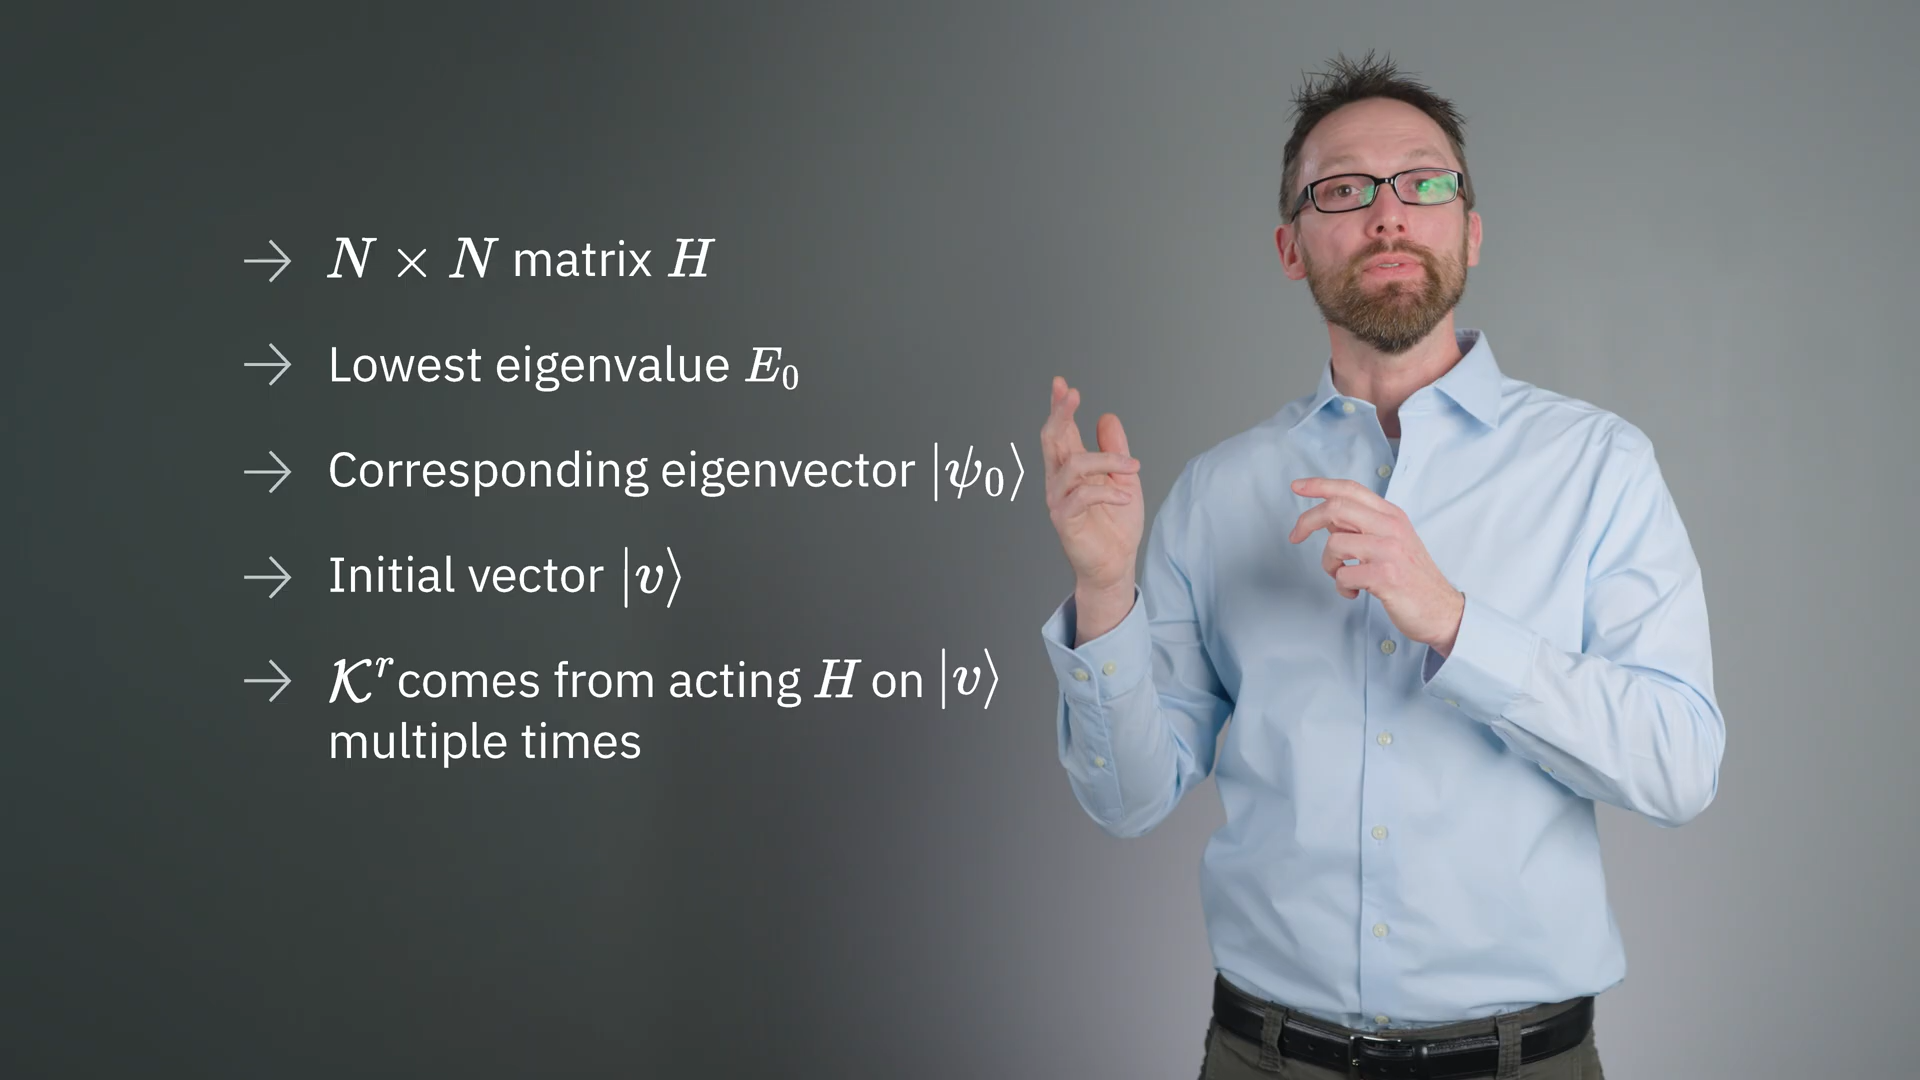 → N × N matrix H
→ Lowest eigenvalue E₀
→ Corresponding eigenvector |ψ₀⟩
→ Initial vector |v⟩
→ 𝒦ʳ comes from acting H on |v⟩
multiple times